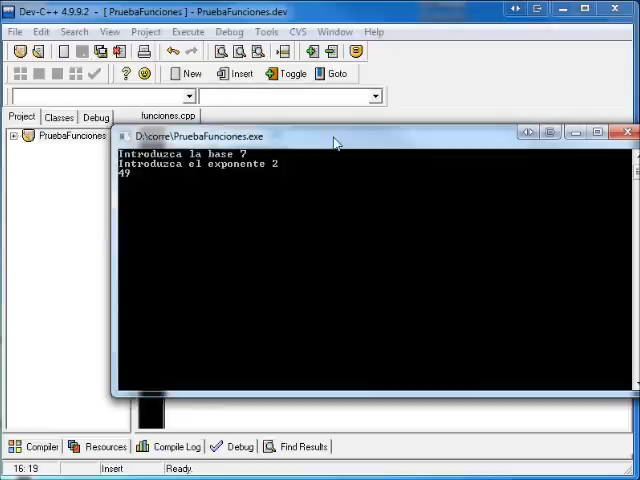 Dev-C++ 4.9.9.2 - [ PruebaFunciones ] - PruebaFunciones.dev
File Edit Search View Project Execute Debug Tools CVS Window Help
New Insert Toggle Goto
Project Classes Debug funciones.cpp
PruebaFunciones
D:\corre\PruebaFunciones.exe
Introduzca la base 7
Introduzca el exponente 2
49
Compiler Resources Compile Log Debug Find Results
16: 19 Insert Ready.